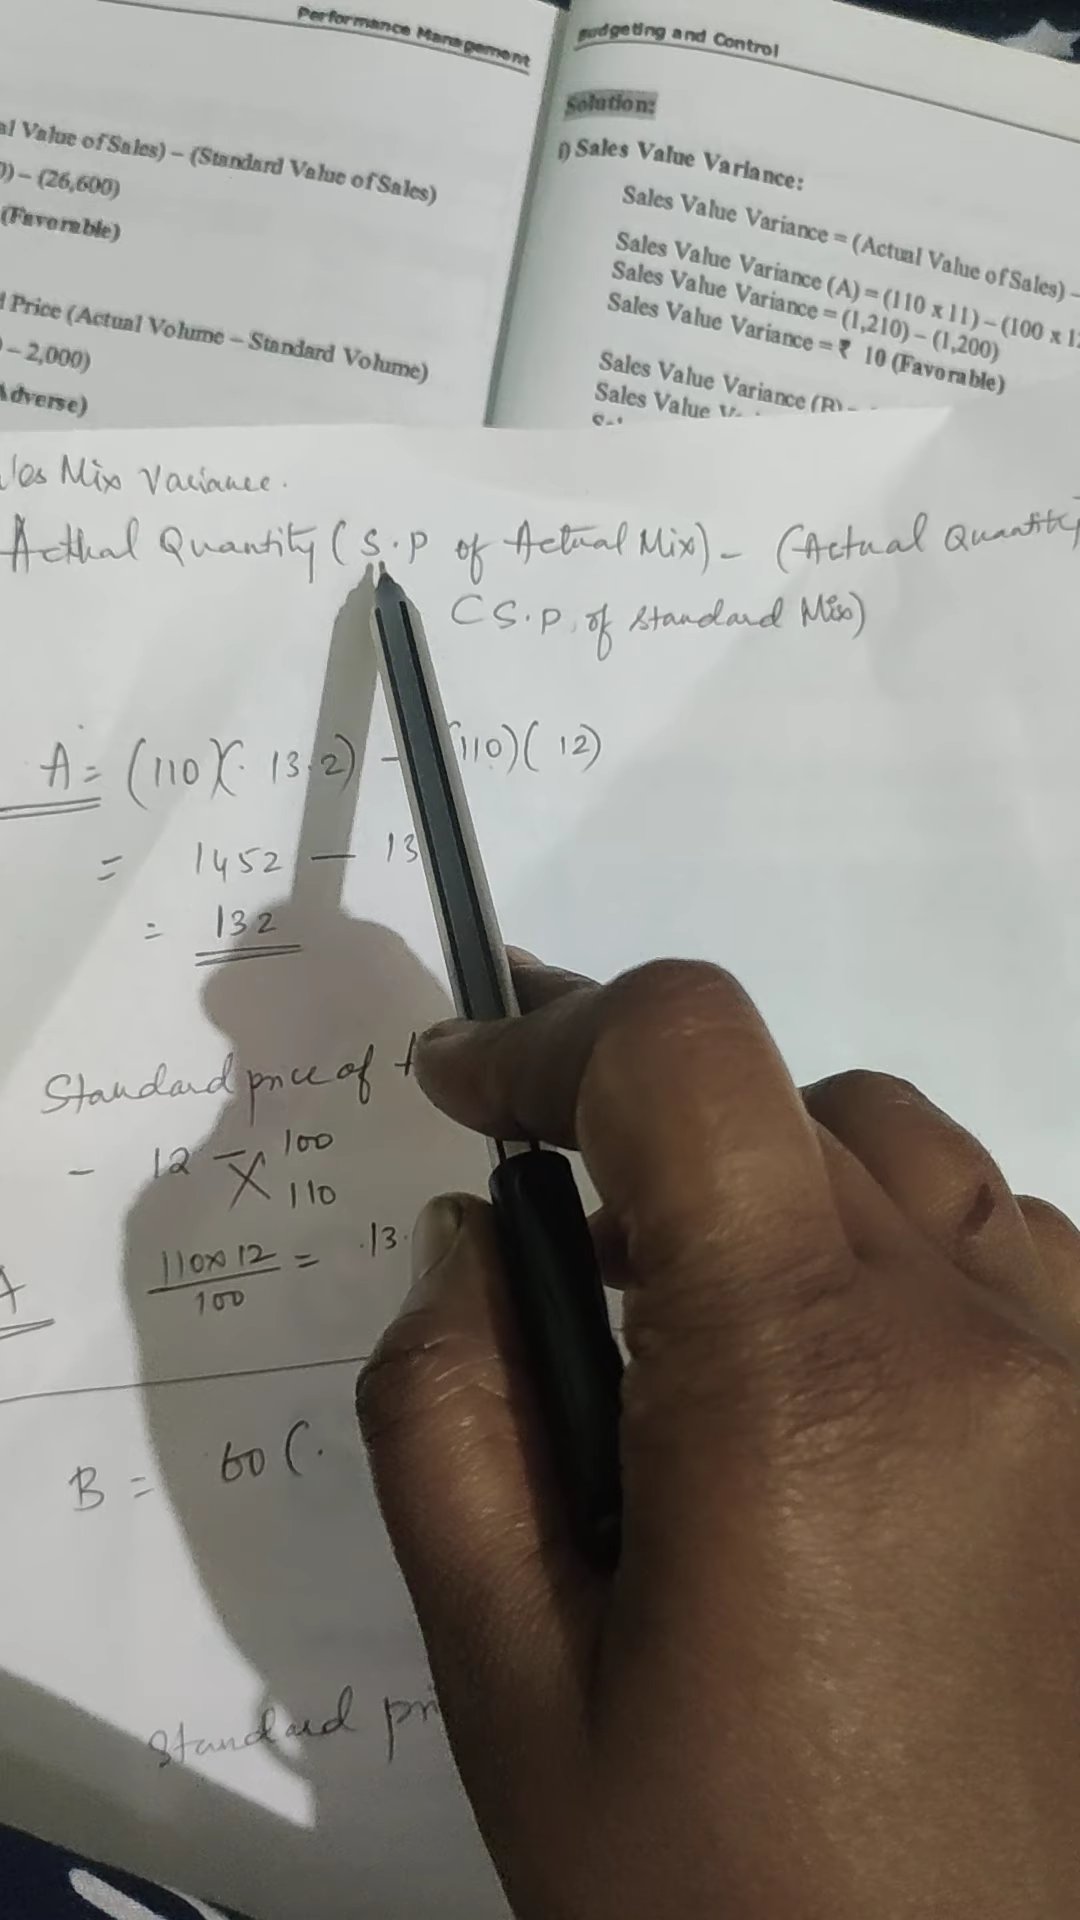 Performance Management
al Value of Sales) – (Standard Value of Sales)
0) – (26,600)
(Favorable)
d Price (Actual Volume – Standard Volume)
– 2,000)
Adverse)
Budgeting and Control
Solution:
i) Sales Value Variance:
Sales Value Variance = (Actual Value of Sales) –
Sales Value Variance (A) = (110 x 11) – (100 x 12
Sales Value Variance = (1,210) – (1,200)
Sales Value Variance = ₹ 10 (Favorable)
Sales Value Variance (B)
Sales Value
les Mix Variance.
Actual Quantity (S.P of Actual Mix) – (Actual Quantity
(S.P. of Standard Mix)
A = (110)(13.2) – (110)(12)
= 1452 – 13
= 132
Standard price of
- 12 – 100
110
110x12 = 13.
100
A
B = 60 (.
Standard pri